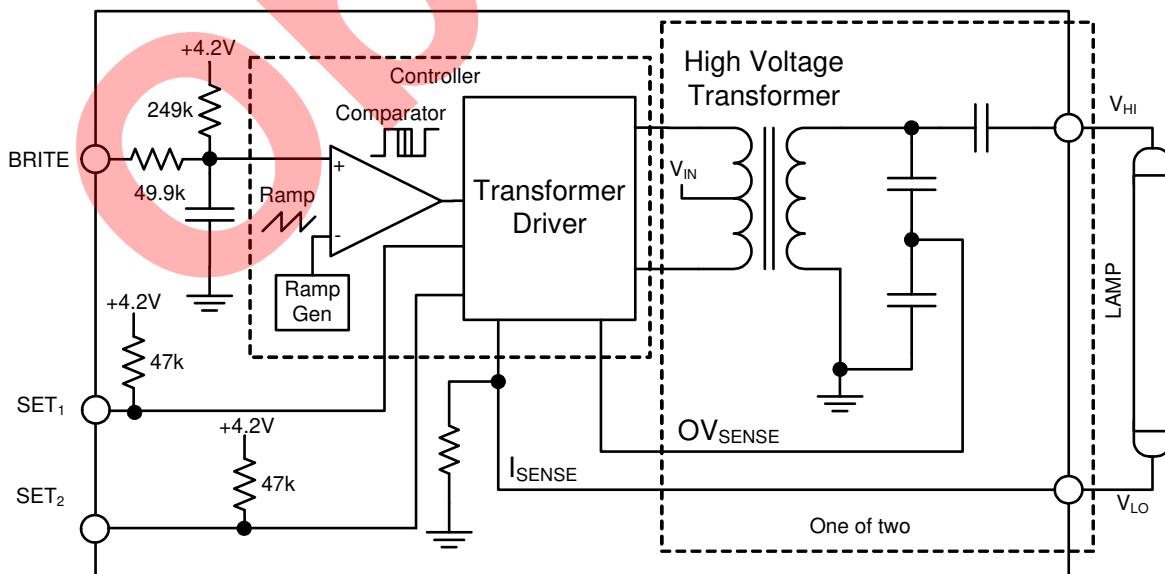 +4.2V
Controller
High Voltage
Transformer
249k
Comparator
V_HI
BRITE
+
V_IN
49.9k
Ramp
Transformer
Driver
-
Ramp
Gen
LAMP
+4.2V
47k
SET_1
+4.2V
OV_SENSE
I_SENSE
47k
SET_2
V_LO
One of two